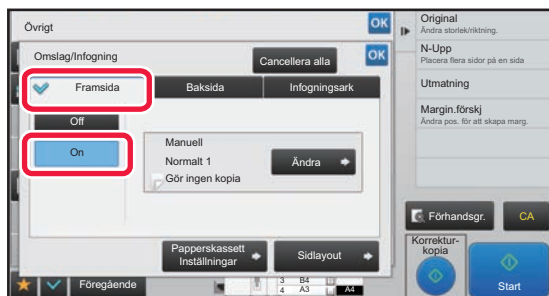 Övrigt
OK
Omslag/Infogning
Cancellera alla
OK
Framsida
Baksida
Infogningsark
Off
On
Manuell
Normalt 1
Gör ingen kopia
Ändra
Papperskassett
Inställningar
Sidlayout
Föregående
3 B4
4 A3
A4
Original
Ändra storlek/riktning.
N-Upp
Placera flera sidor på en sida
Utmatning
Margin.förskj
Ändra pos. för att skapa marg.
Förhandsgr.
CA
Korrektur-
kopia
Start